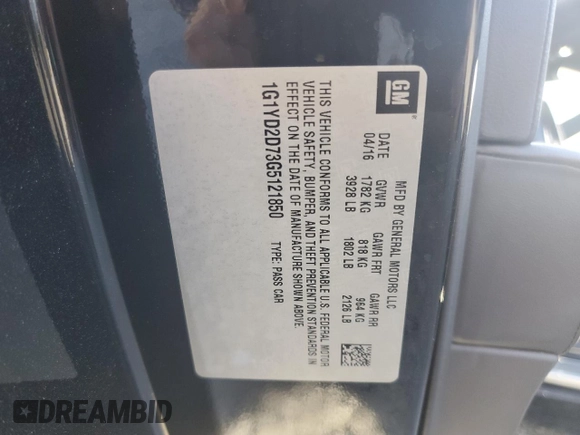 GM
MFD BY GENERAL MOTORS LLC
DATE GVWR GAWR FRT GAWR RR
04/16 1782 KG 818 KG 964 KG
3928 LB 1802 LB 2126 LB
THIS VEHICLE CONFORMS TO ALL APPLICABLE U.S. FEDERAL MOTOR
VEHICLE SAFETY, BUMPER, AND THEFT PREVENTION STANDARDS IN
EFFECT ON THE DATE OF MANUFACTURE SHOWN ABOVE.
1G1YD2D73G5121850 TYPE: PASS CAR
DREAMBID